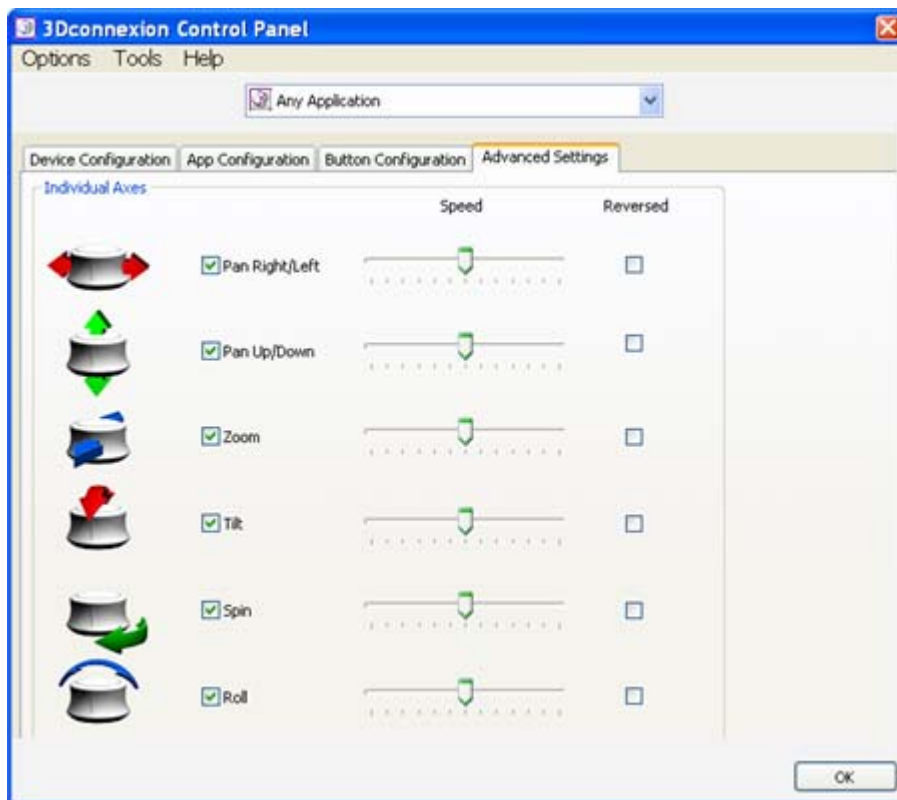 3Dconnexion Control Panel
Options Tools Help
Any Application
Device Configuration App Configuration Button Configuration Advanced Settings
Individual Axes
Speed Reversed
Pan Right/Left
Pan Up/Down
Zoom
Tilt
Spin
Roll
OK